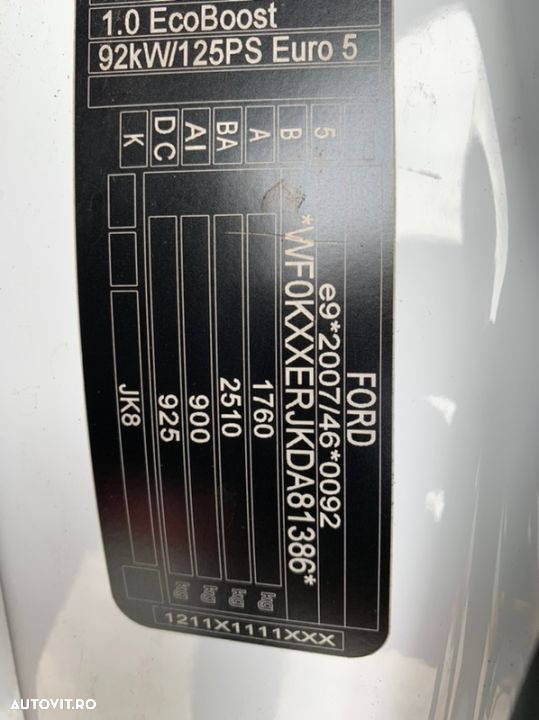 1.0 EcoBoost
92kW/125PS Euro 5
FORD
e9*2007/46*0092
*WF0KXXERJKDA81386*
1760 kg
2510 kg
900 kg
925 kg
JK8
5
B
A
BA
AI
DC
K
1211X1111XXX
AUTOVIT.RO